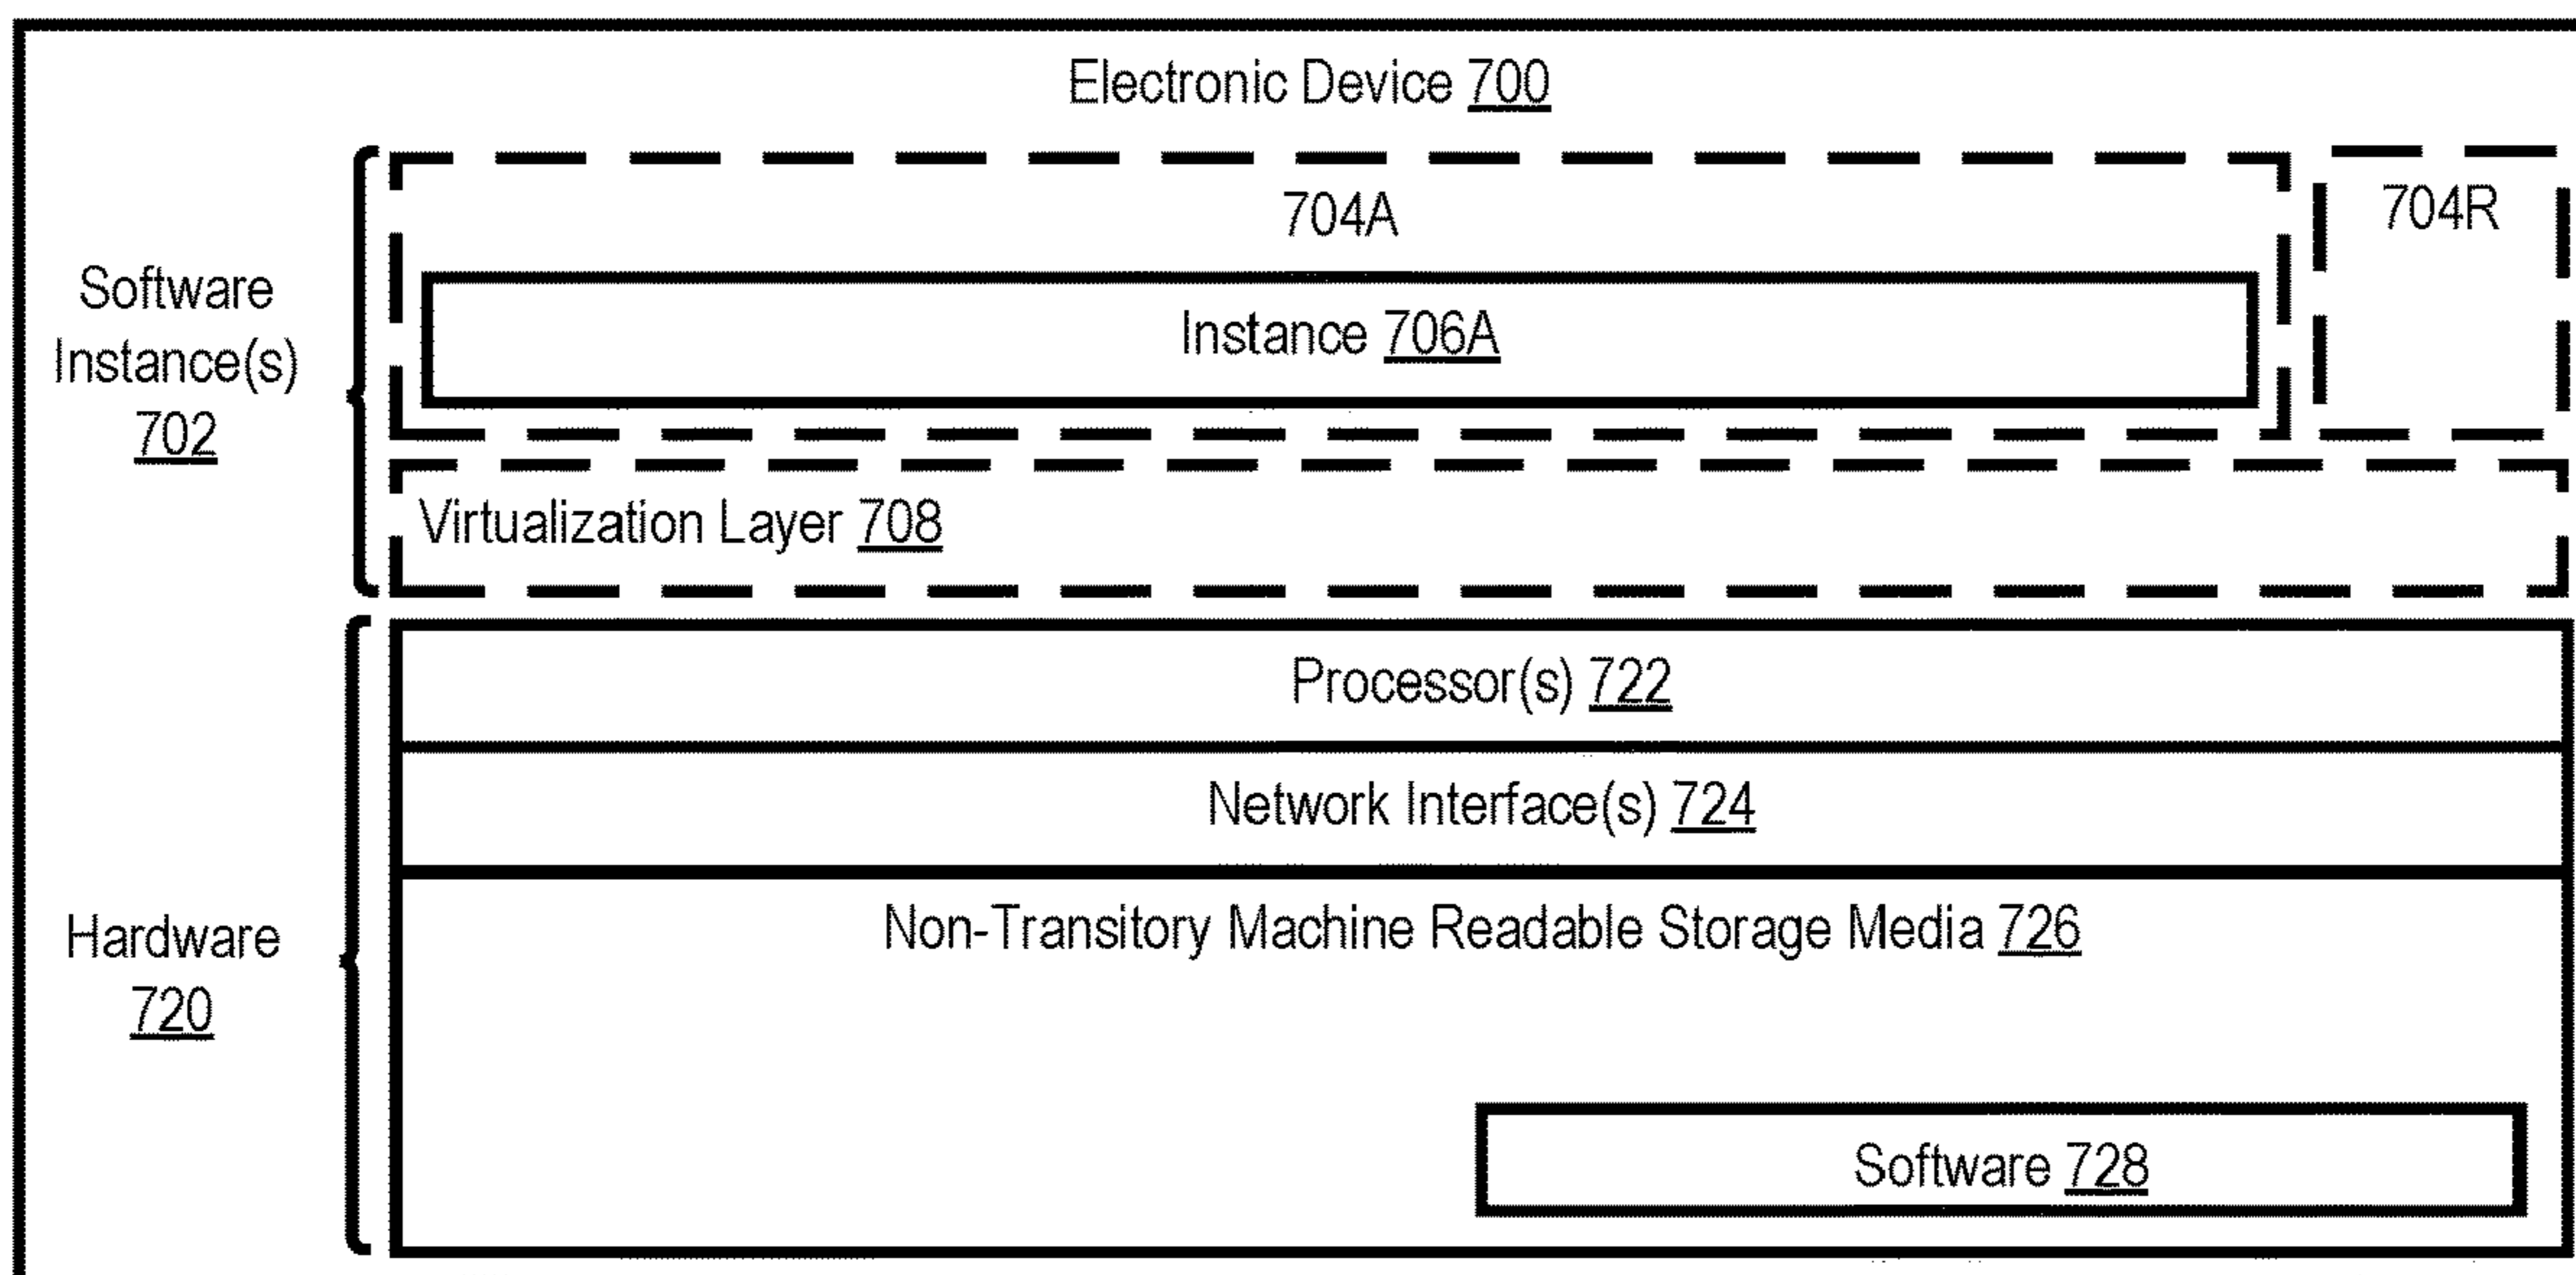 Electronic Device 700
704A
704R
Software
Instance(s)
702
Instance 706A
Virtualization Layer 708
Processor(s) 722
Network Interface(s) 724
Hardware
720
Non-Transitory Machine Readable Storage Media 726
Software 728